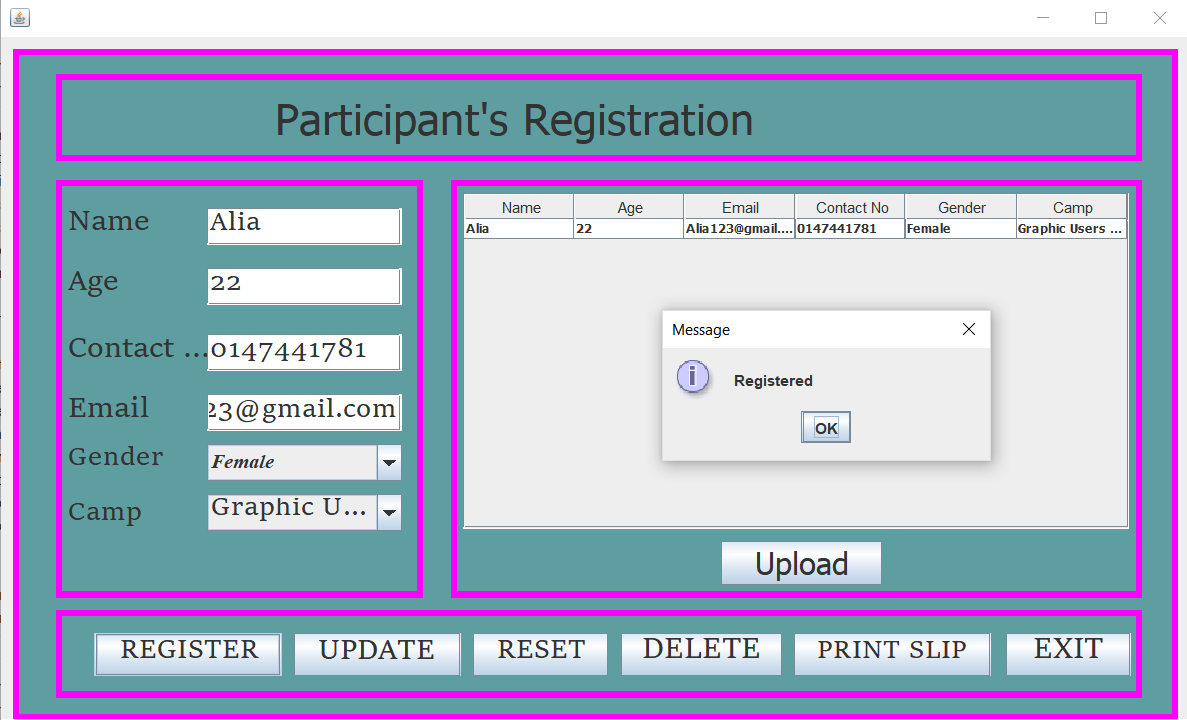 Participant's Registration
Name Alia
Age 22
Contact ... 0147441781
Email 23@gmail.com
Gender Female
Camp Graphic U...
Name Age Email Contact No Gender Camp
Alia 22 Alia123@gmail.... 0147441781 Female Graphic Users ...
Message
Registered
OK
Upload
REGISTER UPDATE RESET DELETE PRINT SLIP EXIT